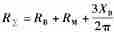 R_Σ = R_B + R_M + 3X_B/2π